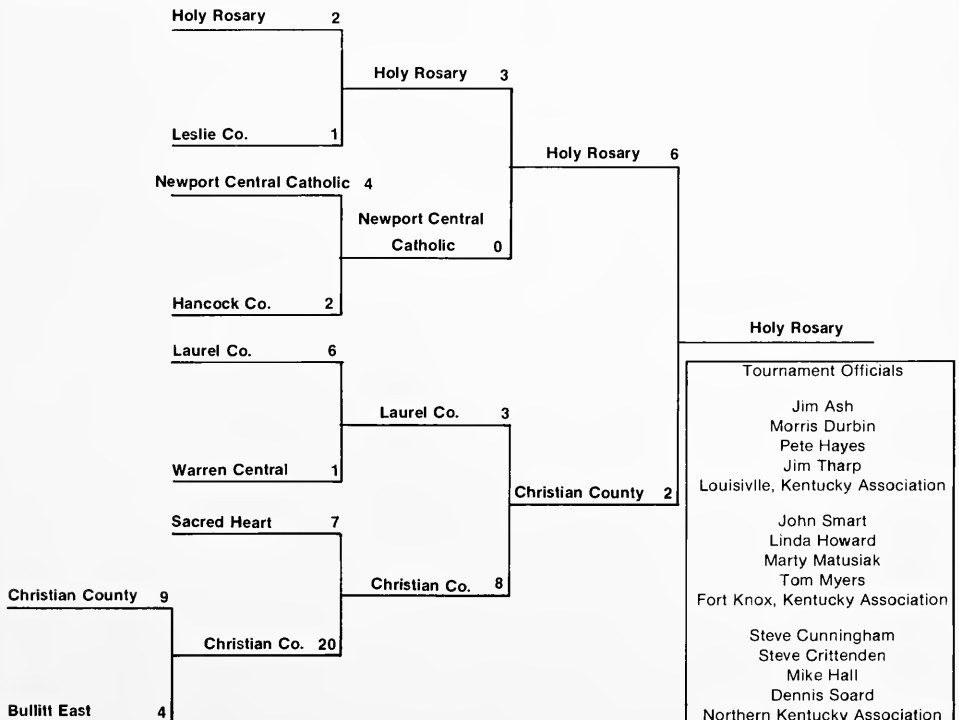 Holy Rosary 2
Holy Rosary 3
Leslie Co. 1
Holy Rosary 6
Newport Central Catholic 4
Newport Central
Catholic 0
Hancock Co. 2
Holy Rosary
Laurel Co. 6
Laurel Co. 3
Warren Central 1
Christian County 2
Sacred Heart 7
Christian Co. 8
Christian County 9
Christian Co. 20
Bullitt East 4
Tournament Officials
Jim Ash
Morris Durbin
Pete Hayes
Jim Tharp
Louisivlle, Kentucky Association
John Smart
Linda Howard
Marty Matusiak
Tom Myers
Fort Knox, Kentucky Association
Steve Cunningham
Steve Crittenden
Mike Hall
Dennis Soard
Northern Kentucky Association